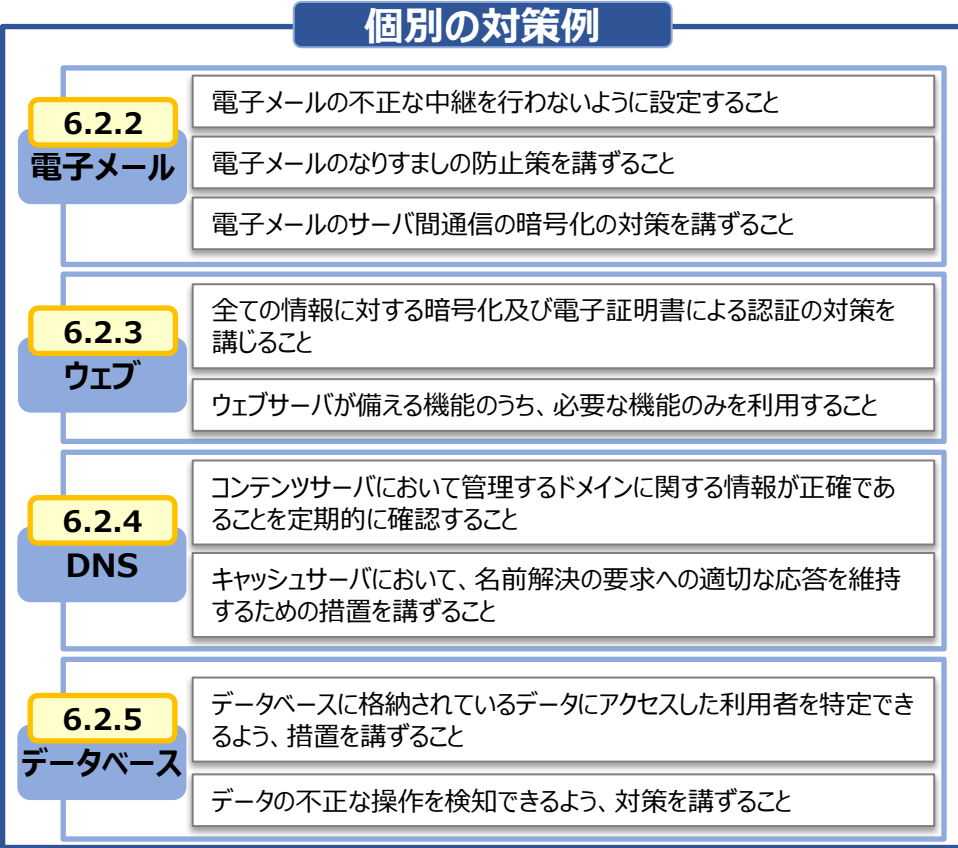 個別の対策例
6.2.2
電子メール
電子メールの不正な中継を行わないように設定すること
電子メールのなりすましの防止策を講ずること
電子メールのサーバ間通信の暗号化の対策を講ずること
6.2.3
ウェブ
全ての情報に対する暗号化及び電子証明書による認証の対策を
講じること
ウェブサーバが備える機能のうち、必要な機能のみを利用すること
6.2.4
DNS
コンテンツサーバにおいて管理するドメインに関する情報が正確であ
ることを定期的に確認すること
キャッシュサーバにおいて、名前解決の要求への適切な応答を維持
するための措置を講ずること
6.2.5
データベース
データベースに格納されているデータにアクセスした利用者を特定でき
るよう、措置を講ずること
データの不正な操作を検知できるよう、対策を講ずること